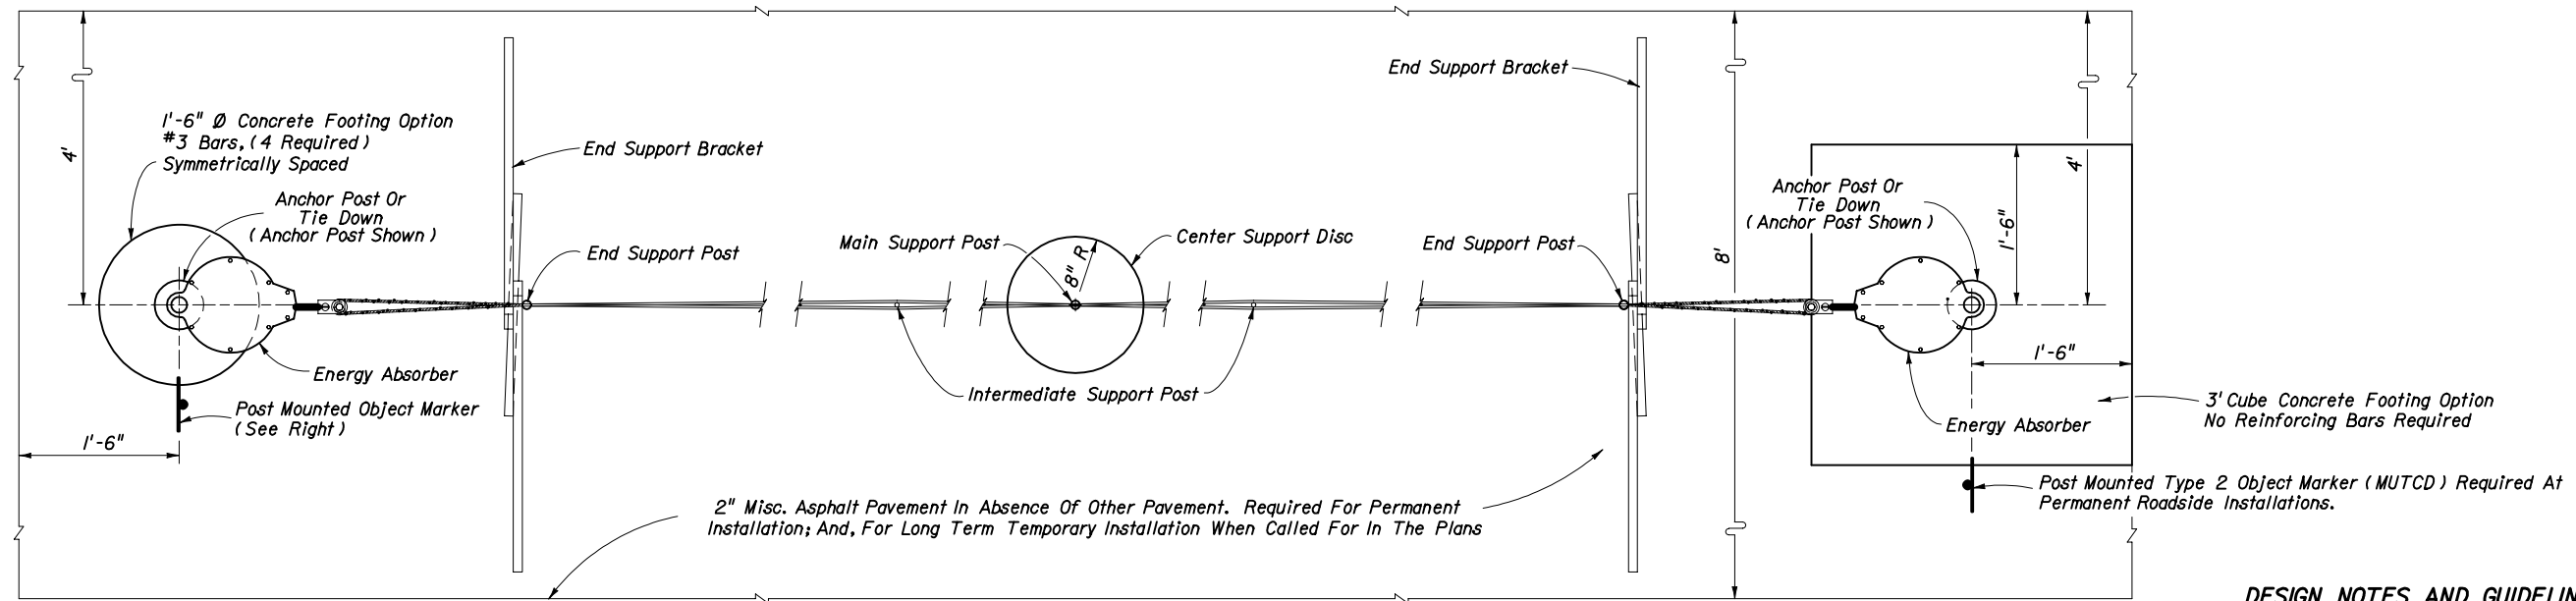 4'
1'-6" Ø Concrete Footing Option
#3 Bars, (4 Required)
Symmetrically Spaced
Anchor Post Or
Tie Down
(Anchor Post Shown)
End Support Bracket
End Support Post
Energy Absorber
Post Mounted Object Marker
(See Right)
1'-6"
Main Support Post
8" R
Center Support Disc
Intermediate Support Post
End Support Bracket
End Support Post
8'
Anchor Post Or
Tie Down
(Anchor Post Shown)
1'-6"
4'
1'-6"
Energy Absorber
3' Cube Concrete Footing Option
No Reinforcing Bars Required
Post Mounted Type 2 Object Marker (MUTCD) Required At
Permanent Roadside Installations.
2" Misc. Asphalt Pavement In Absence Of Other Pavement. Required For Permanent
Installation; And, For Long Term Temporary Installation When Called For In The Plans
DESIGN NOTES AND GUIDELIN